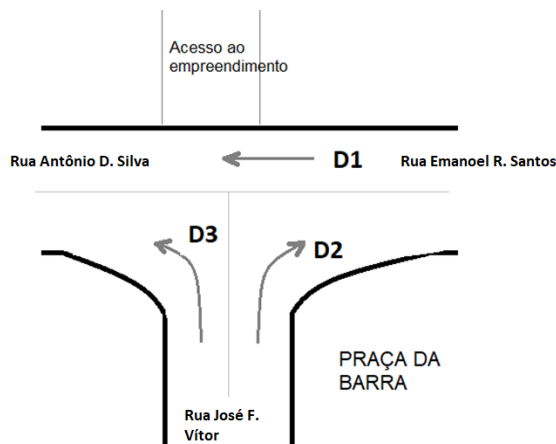 Acesso ao
empreendimento
Rua Antônio D. Silva
D1
Rua Emanoel R. Santos
D3
D2
PRAÇA DA
BARRA
Rua José F.
Vítor